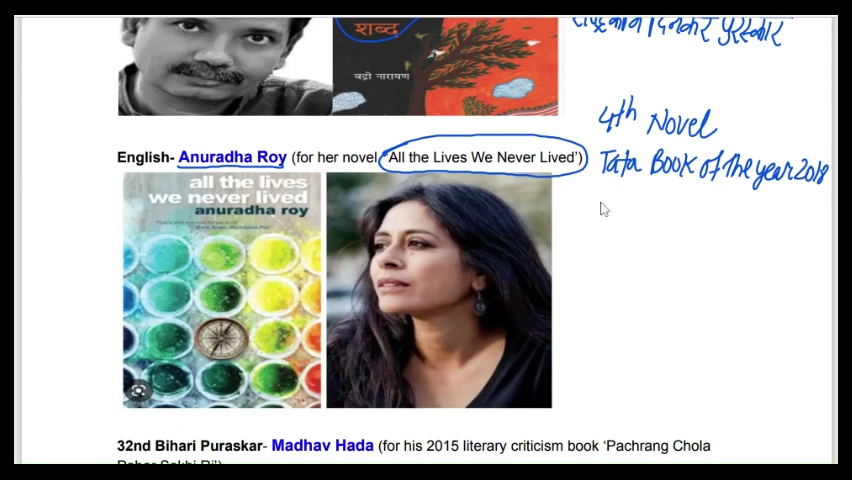 शब्द
बद्री नारायण
पुरस्कार
4th Novel
English- Anuradha Roy (for her novel 'All the Lives We Never Lived')
Tata Book of the year 2018
all the lives
we never lived
anuradha roy
32nd Bihari Puraskar- Madhav Hada (for his 2015 literary criticism book ‘Pachrang Chola